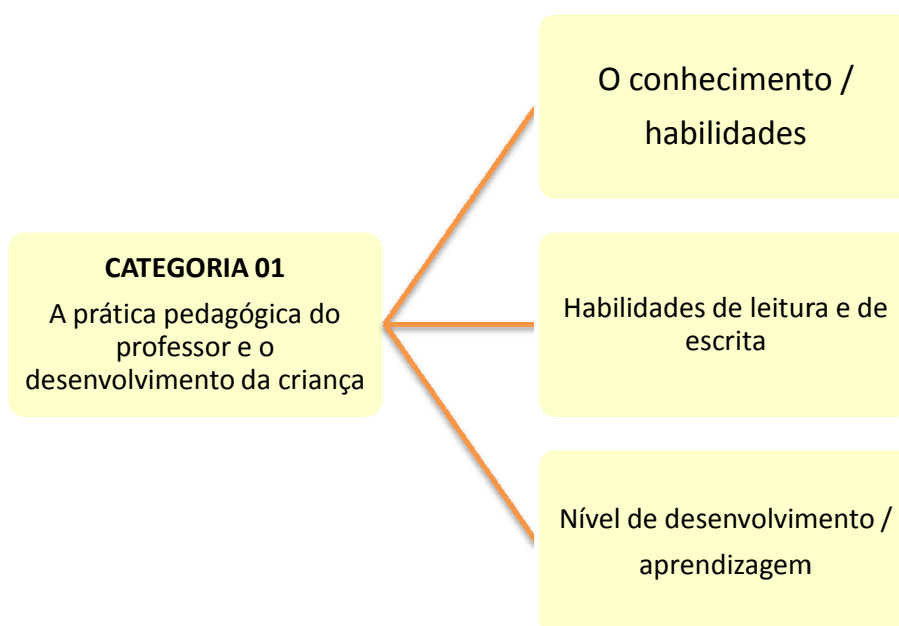 O conhecimento /
habilidades
CATEGORIA 01
A prática pedagógica do
professor e o
desenvolvimento da criança
Habilidades de leitura e de
escrita
Nível de desenvolvimento /
aprendizagem